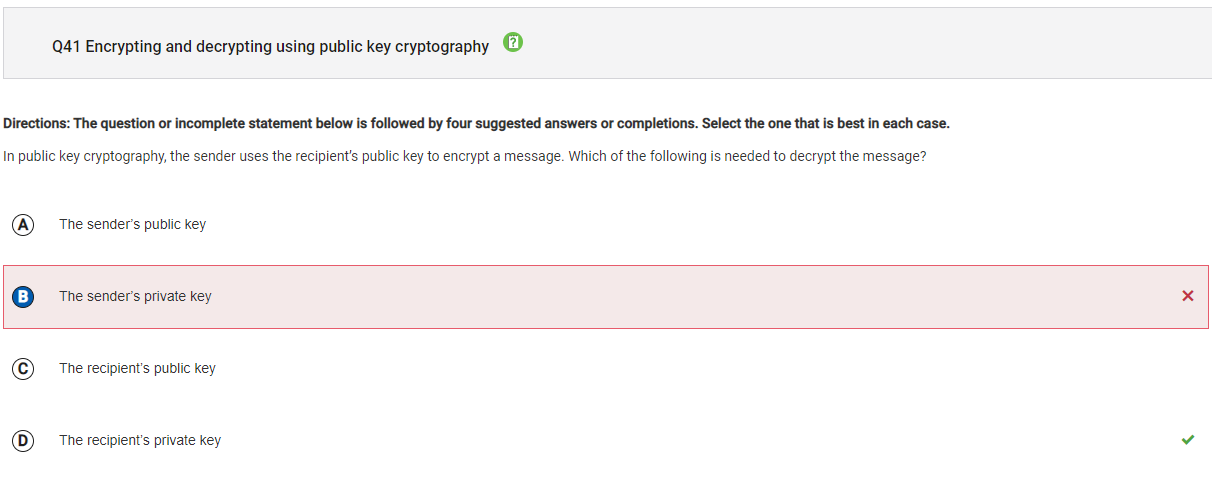 Q41 Encrypting and decrypting using public key cryptography
Directions: The question or incomplete statement below is followed by four suggested answers or completions. Select the one that is best in each case.
In public key cryptography, the sender uses the recipient's public key to encrypt a message. Which of the following is needed to decrypt the message?
A The sender's public key
B The sender's private key
C The recipient's public key
D The recipient's private key